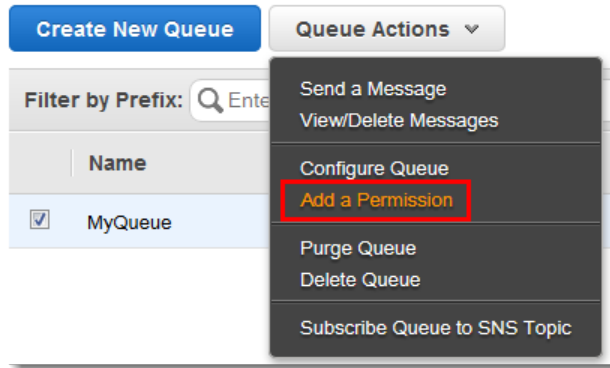 Create New Queue
Queue Actions
Filter by Prefix: Ente
Send a Message
View/Delete Messages
Name
Configure Queue
Add a Permission
MyQueue
Purge Queue
Delete Queue
Subscribe Queue to SNS Topic